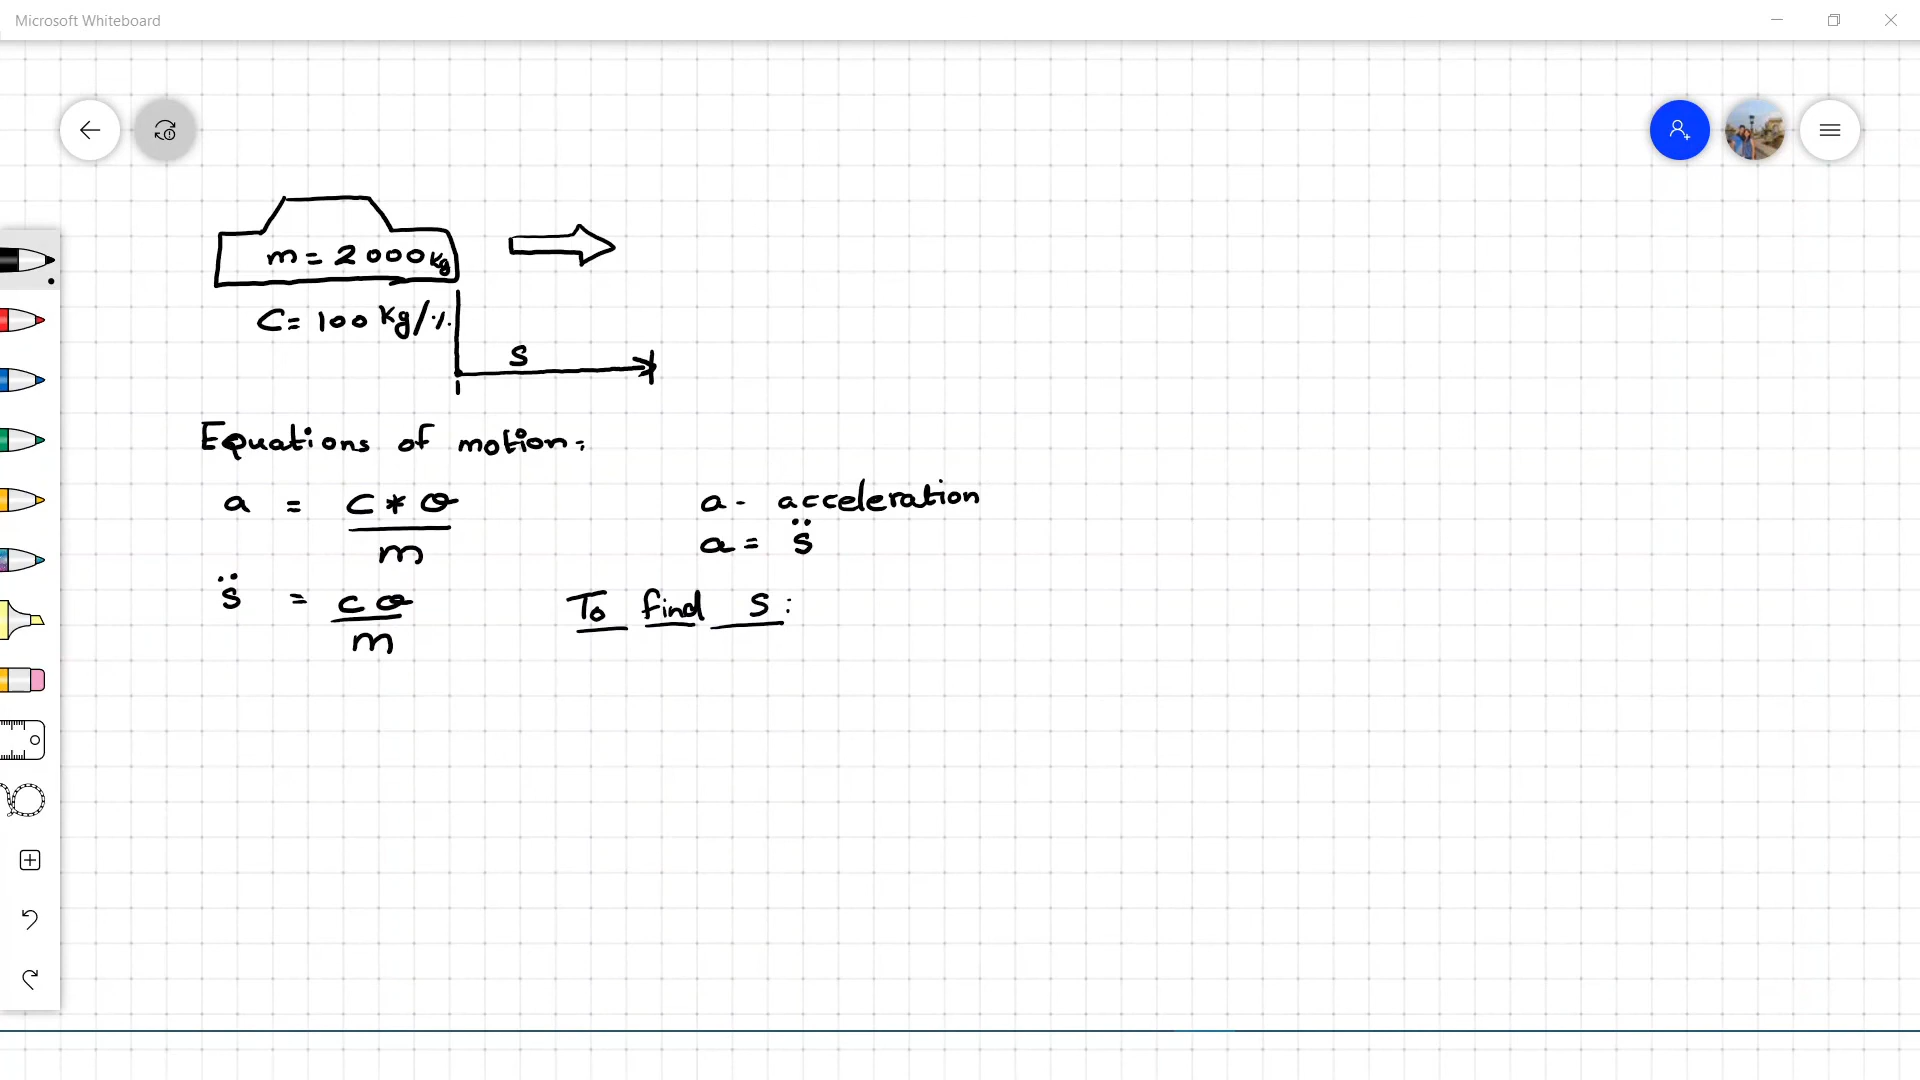 Microsoft Whiteboard
m = 2000kg
C = 100 kg/%
S
Equations of motion:
a = C * θ / m
a - acceleration
a = s̈
s̈ = cθ / m
To find s: